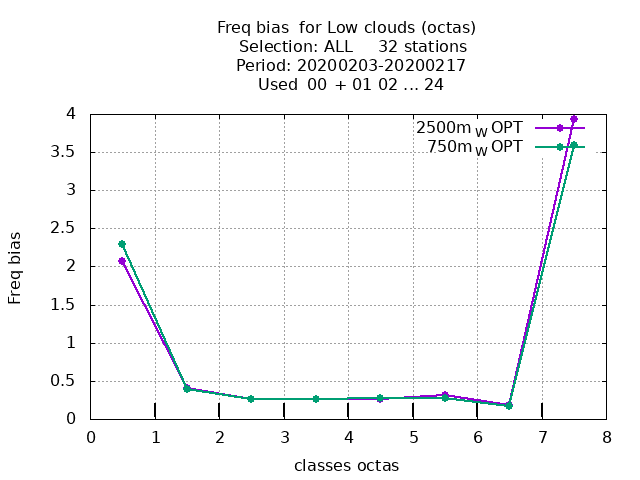 Freq bias  for Low clouds (octas)
Selection: ALL     32 stations
Period: 20200203-20200217
Used  00  + 01 02 ... 24
2500m W OPT
750m W OPT
4
3.5
3
2.5
2
1.5
1
0.5
0
Freq bias
0 1 2 3 4 5 6 7 8
classes octas